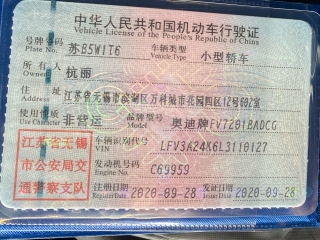 中华人民共和国机动车行驶证
Vehicle License of the People's Republic of China
号牌号码 苏B5W1T6 车辆类型 小型轿车
Plate No. Vehicle Type
所有人 杭丽
Owner
住址 江苏省无锡市滨湖区万科城市花园四区12号602室
Address
使用性质 非营运 品牌型号 奥迪牌FV7201BADCG
Use Character Model
江苏省无锡
市公安局交
通警察支队
车辆识别代号 LFV3A24K6L3110127
VIN
发动机号码 C69959
Engine No.
注册日期 2020-09-28 发证日期 2020-09-28
Register Date Issue Date